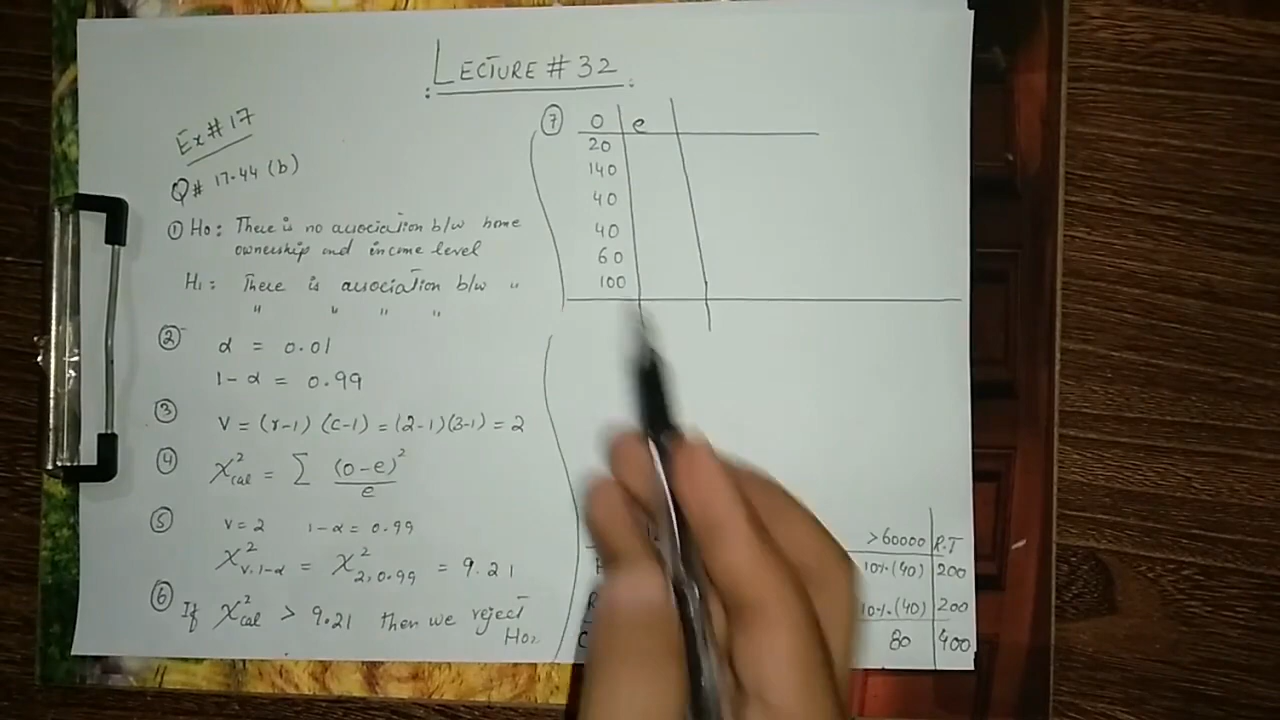 LECTURE # 32
Ex # 17
Q# 17.44 (b)
① H₀ : There is no association b/w home
ownership and income level
H₁ : There is association b/w "
" " " "
② α = 0.01
1-α = 0.99
③ v = (r-1) (c-1) = (2-1)(3-1) = 2
④ χ²cal = Σ (o-e)² / e
⑤ v = 2 1-α = 0.99
χ²v,1-α = χ²2,0.99 = 9.21
⑥ If χ²cal > 9.21 then we reject
⑦ o e
20
140
40
40
60
100
>60000 R.T
10%(40) 200
10%(40) 200
80 400